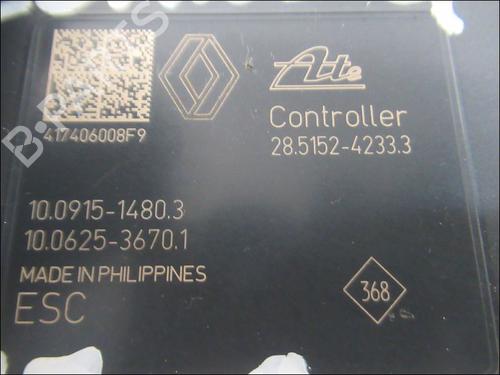 417406008F9
Ate
Controller
28.5152-4233.3
10.0915-1480.3
10.0625-3670.1
MADE IN PHILIPPINES
ESC
368
B-PARTS